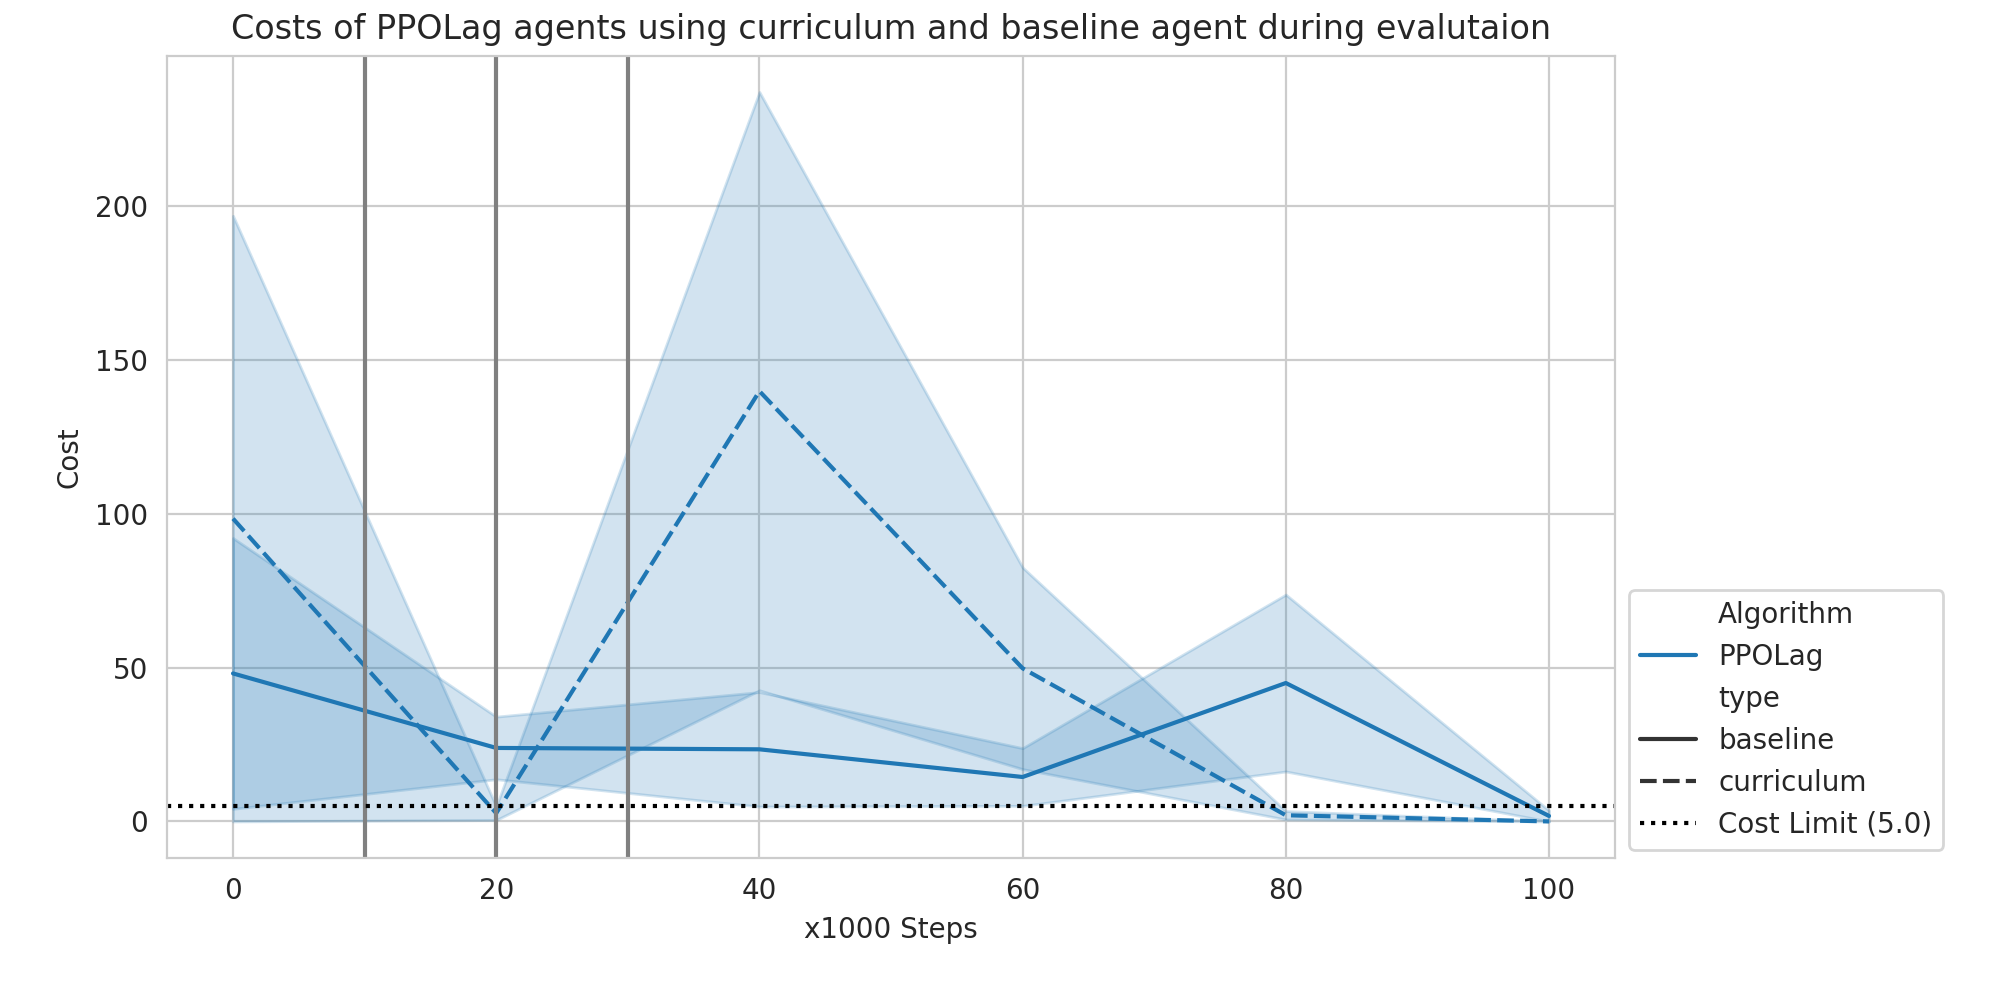 Costs of PPOLag agents using curriculum and baseline agent during evalutaion
200
150
100
50
0
Cost
0 20 40 60 80 100
x1000 Steps
Algorithm
PPOLag
type
baseline
curriculum
Cost Limit (5.0)